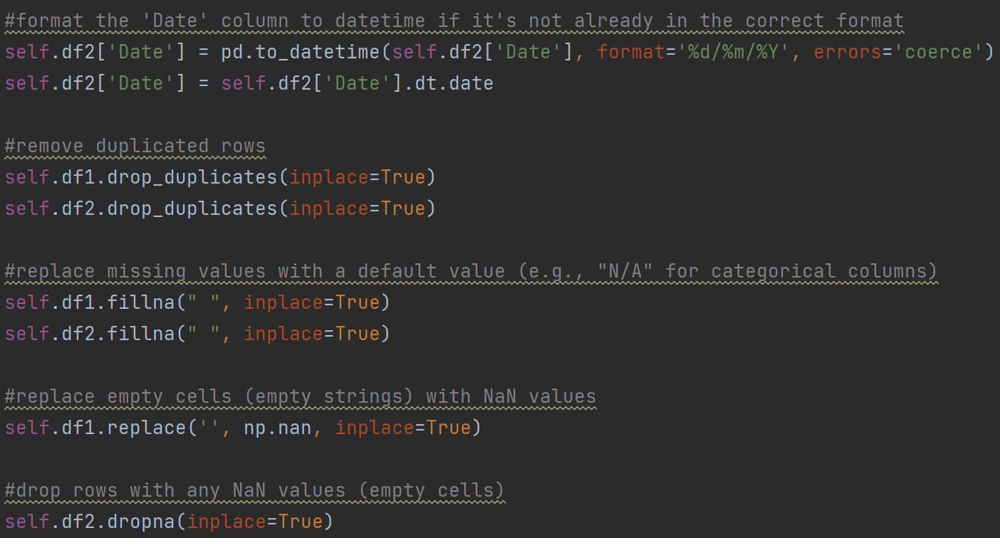 #format the 'Date' column to datetime if it's not already in the correct format
self.df2['Date'] = pd.to_datetime(self.df2['Date'], format='%d/%m/%Y', errors='coerce')
self.df2['Date'] = self.df2['Date'].dt.date
#remove duplicated rows
self.df1.drop_duplicates(inplace=True)
self.df2.drop_duplicates(inplace=True)
#replace missing values with a default value (e.g., "N/A" for categorical columns)
self.df1.fillna(" ", inplace=True)
self.df2.fillna(" ", inplace=True)
#replace empty cells (empty strings) with NaN values
self.df1.replace('', np.nan, inplace=True)
#drop rows with any NaN values (empty cells)
self.df2.dropna(inplace=True)